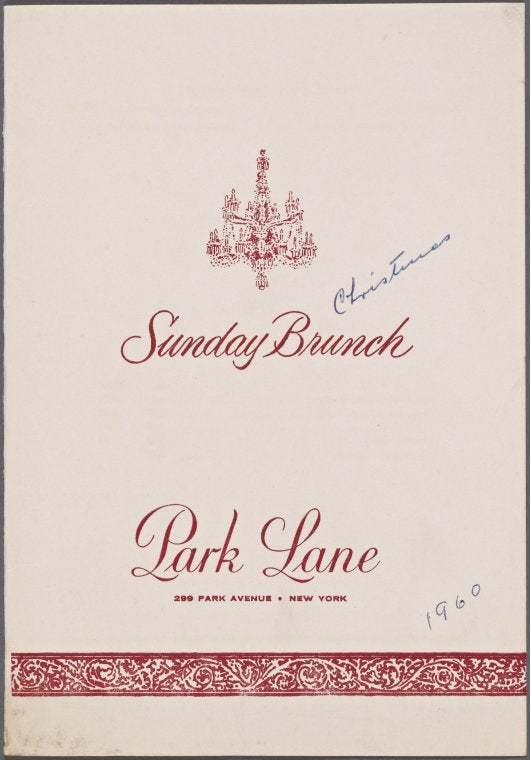 Christmas
Sunday Brunch
Park Lane
299 PARK AVENUE • NEW YORK
1960